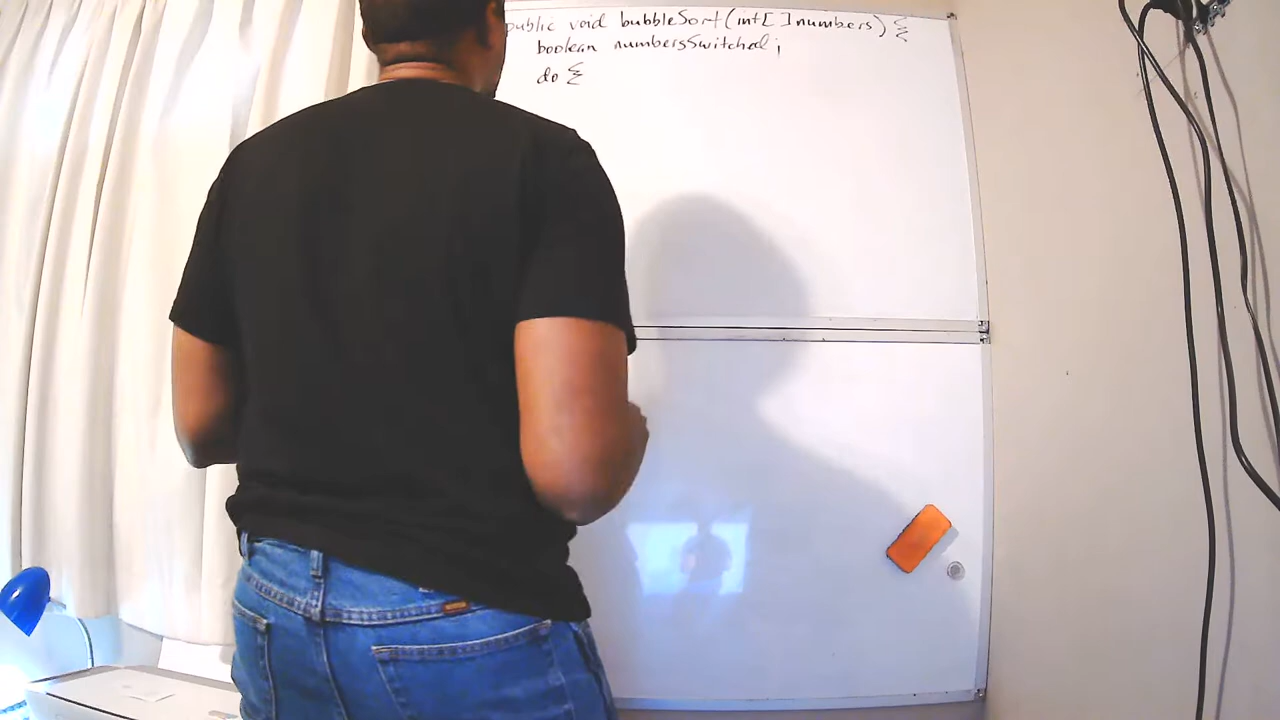 public void bubbleSort(int[] numbers) {
boolean numbersSwitched;
do {